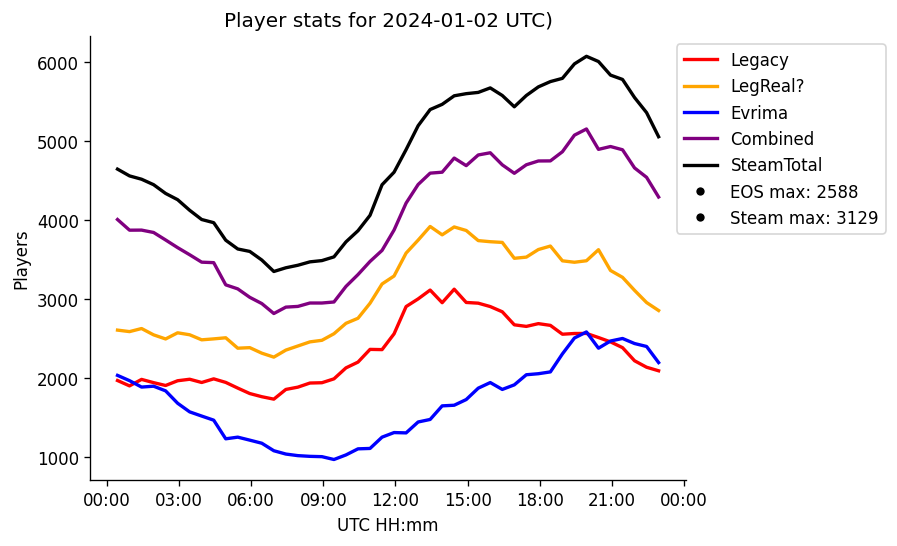 Player stats for 2024-01-02 UTC)
Legacy
LegReal?
Evrima
Combined
SteamTotal
EOS max: 2588
Steam max: 3129
Players
6000
5000
4000
3000
2000
1000
00:00 03:00 06:00 09:00 12:00 15:00 18:00 21:00 00:00
UTC HH:mm